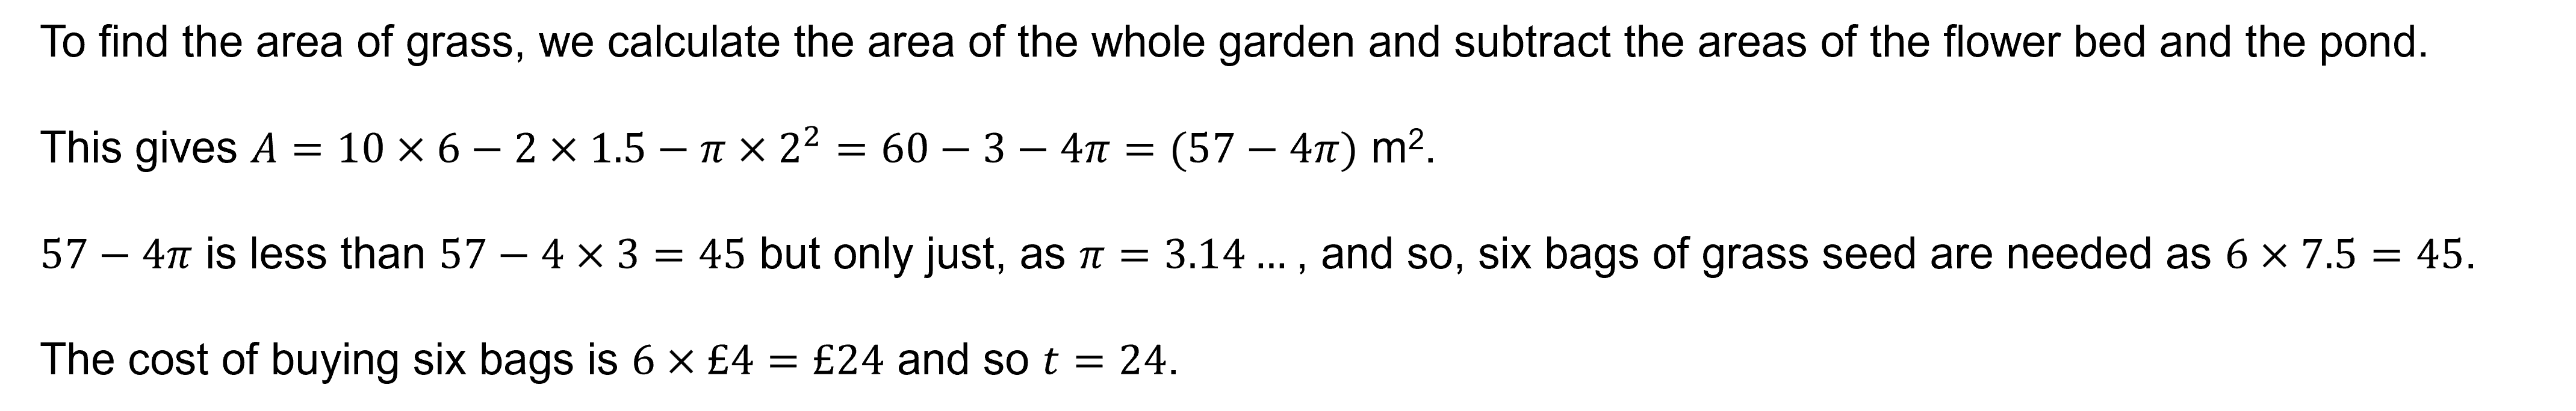 To find the area of grass, we calculate the area of the whole garden and subtract the areas of the flower bed and the pond.
This gives 𝐴 = 10 × 6 − 2 × 1.5 − 𝜋 × 2² = 60 − 3 − 4𝜋 = (57 − 4𝜋) m².
57 − 4𝜋 is less than 57 − 4 × 3 = 45 but only just, as 𝜋 = 3.14 … , and so, six bags of grass seed are needed as 6 × 7.5 = 45.
The cost of buying six bags is 6 × £4 = £24 and so 𝑡 = 24.